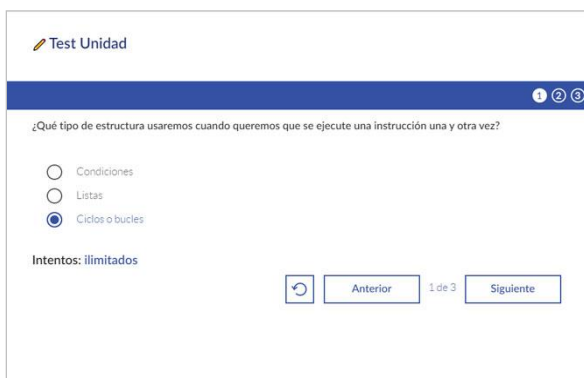 Test Unidad
1 2 3
¿Qué tipo de estructura usaremos cuando queremos que se ejecute una instrucción una y otra vez?
Condiciones
Listas
Ciclos o bucles
Intentos: ilimitados
Anterior 1 de 3 Siguiente